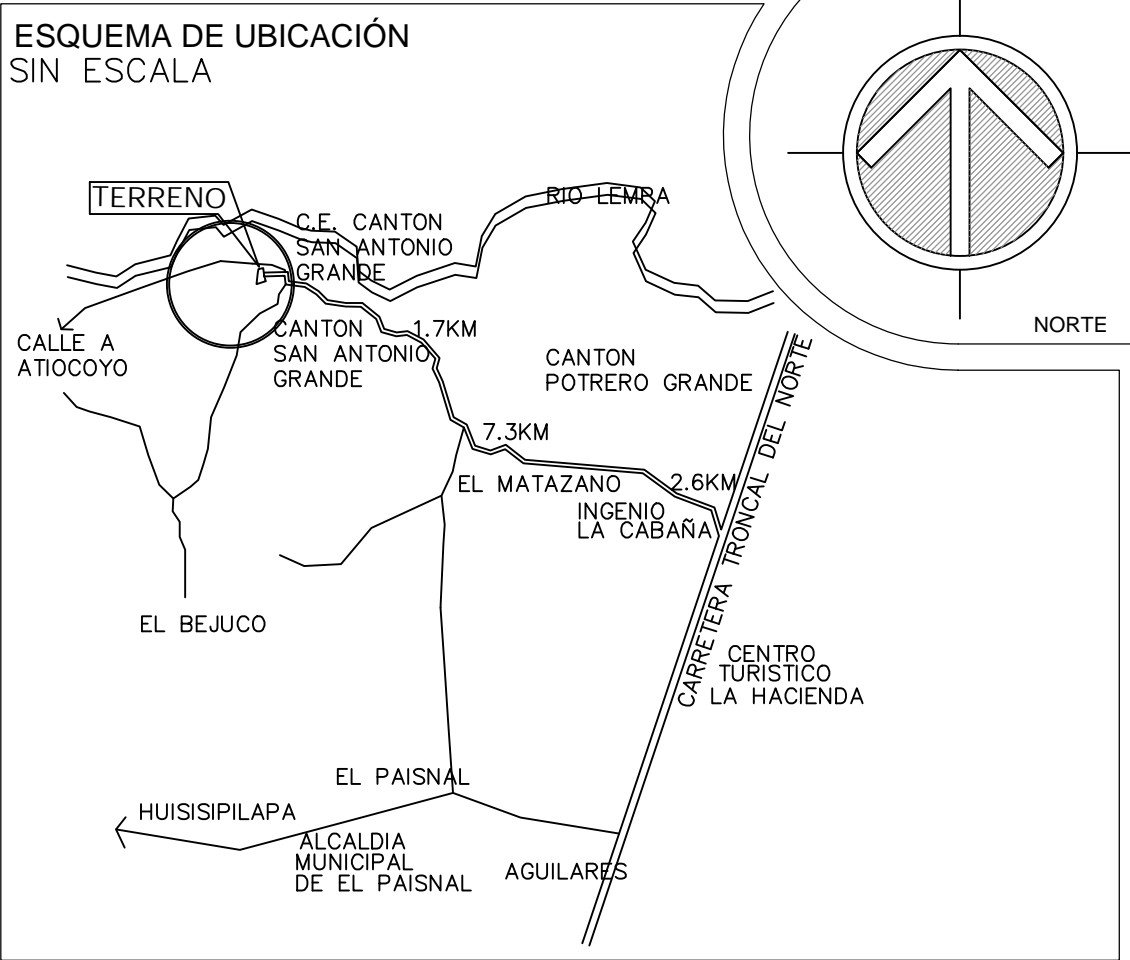 ESQUEMA DE UBICACIÓN
SIN ESCALA
NORTE
TERRENO
RIO LEMPA
C.E. CANTON
SAN ANTONIO
GRANDE
CALLE A
ATIOCOYO
CANTON
SAN ANTONIO
GRANDE
1.7KM
CANTON
POTRERO GRANDE
7.3KM
EL MATAZANO
2.6KM
INGENIO
LA CABAÑA
CARRETERA TRONCAL DEL NORTE
EL BEJUCO
CENTRO
TURISTICO
LA HACIENDA
EL PAISNAL
HUISISIPILAPA
ALCALDIA
MUNICIPAL
DE EL PAISNAL
AGUILARES